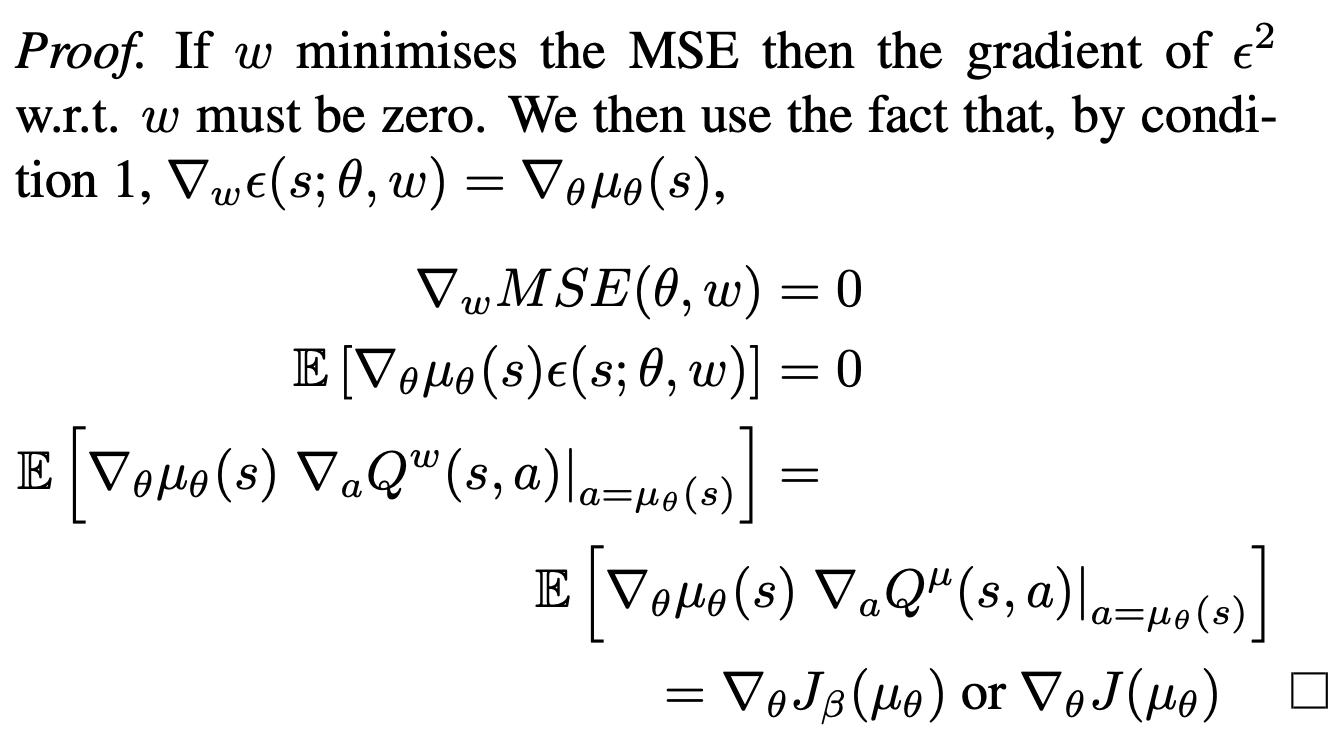 Proof. If w minimises the MSE then the gradient of ϵ²
w.r.t. w must be zero. We then use the fact that, by condi-
tion 1, ∇_w ϵ(s; θ, w) = ∇_θ μ_θ(s),
∇_w MSE(θ, w) = 0
𝔼 [∇_θ μ_θ(s)ϵ(s; θ, w)] = 0
𝔼 [∇_θ μ_θ(s) ∇_a Q^w(s, a)|_{a=μ_θ(s)}] =
𝔼 [∇_θ μ_θ(s) ∇_a Q^μ(s, a)|_{a=μ_θ(s)}]
= ∇_θ J_β(μ_θ) or ∇_θ J(μ_θ) □